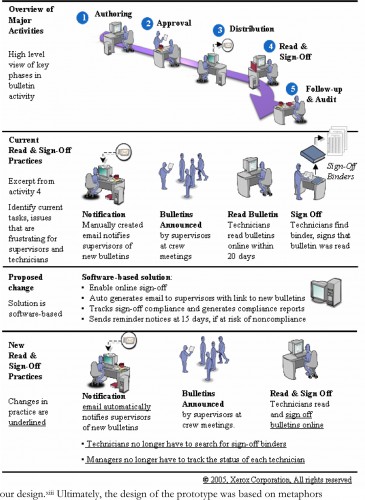 Overview of
Major
Activities
High level
view of key
phases in
bulletin
activity
1 Authoring
2 Approval
3 Distribution
4 Read &
Sign-Off
5 Follow-up
& Audit
Current
Read & Sign-Off
Practices
Excerpt from
activity 4
Identify current
tasks, issues
that are
frustrating for
supervisors and
technicians
Notification
Manually created
email notifies
supervisors of
new bulletins
Bulletins
Announced
by supervisors
at crew
meetings
Read Bulletin
Technicians
read bulletins
online within
20 days
Sign-Off
Binders
Sign Off
Technicians find
binder, signs that
bulletin was read
Proposed
change
Solution is
software-based
Software-based solution:
• Enable online sign-off
• Auto generates email to supervisors with link to new bulletins
• Tracks sign-off compliance and generates compliance reports
• Sends reminder notices at 15 days, if at risk of noncompliance
New
Read &
Sign-Off
Practices
Changes in
practice are
underlined
Notification
email automatically
notifies supervisors
of new bulletins
Bulletins
Announced
by supervisors at
crew meetings.
Read & Sign Off
Technicians read
and sign off
bulletins online
• Technicians no longer have to search for sign-off binders
• Managers no longer have to track the status of each technician
© 2005, Xerox Corporation, All rights reserved
our design.xiii Ultimately, the design of the prototype was based on metaphors